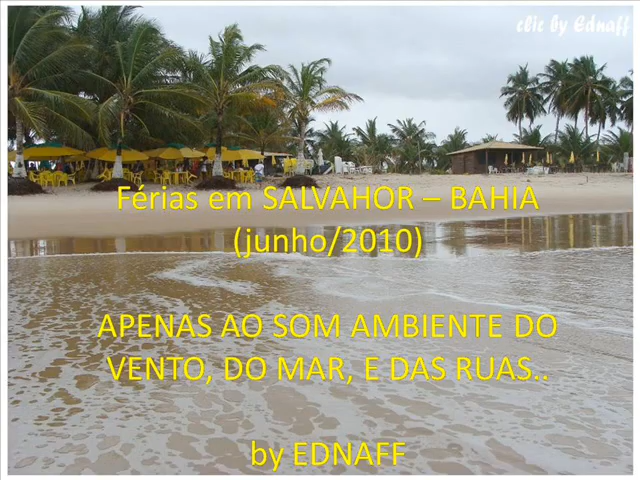 clic by Ednaff
Férias em SALVAHOR – BAHIA
(junho/2010)
APENAS AO SOM AMBIENTE DO
VENTO, DO MAR, E DAS RUAS..
by EDNAFF